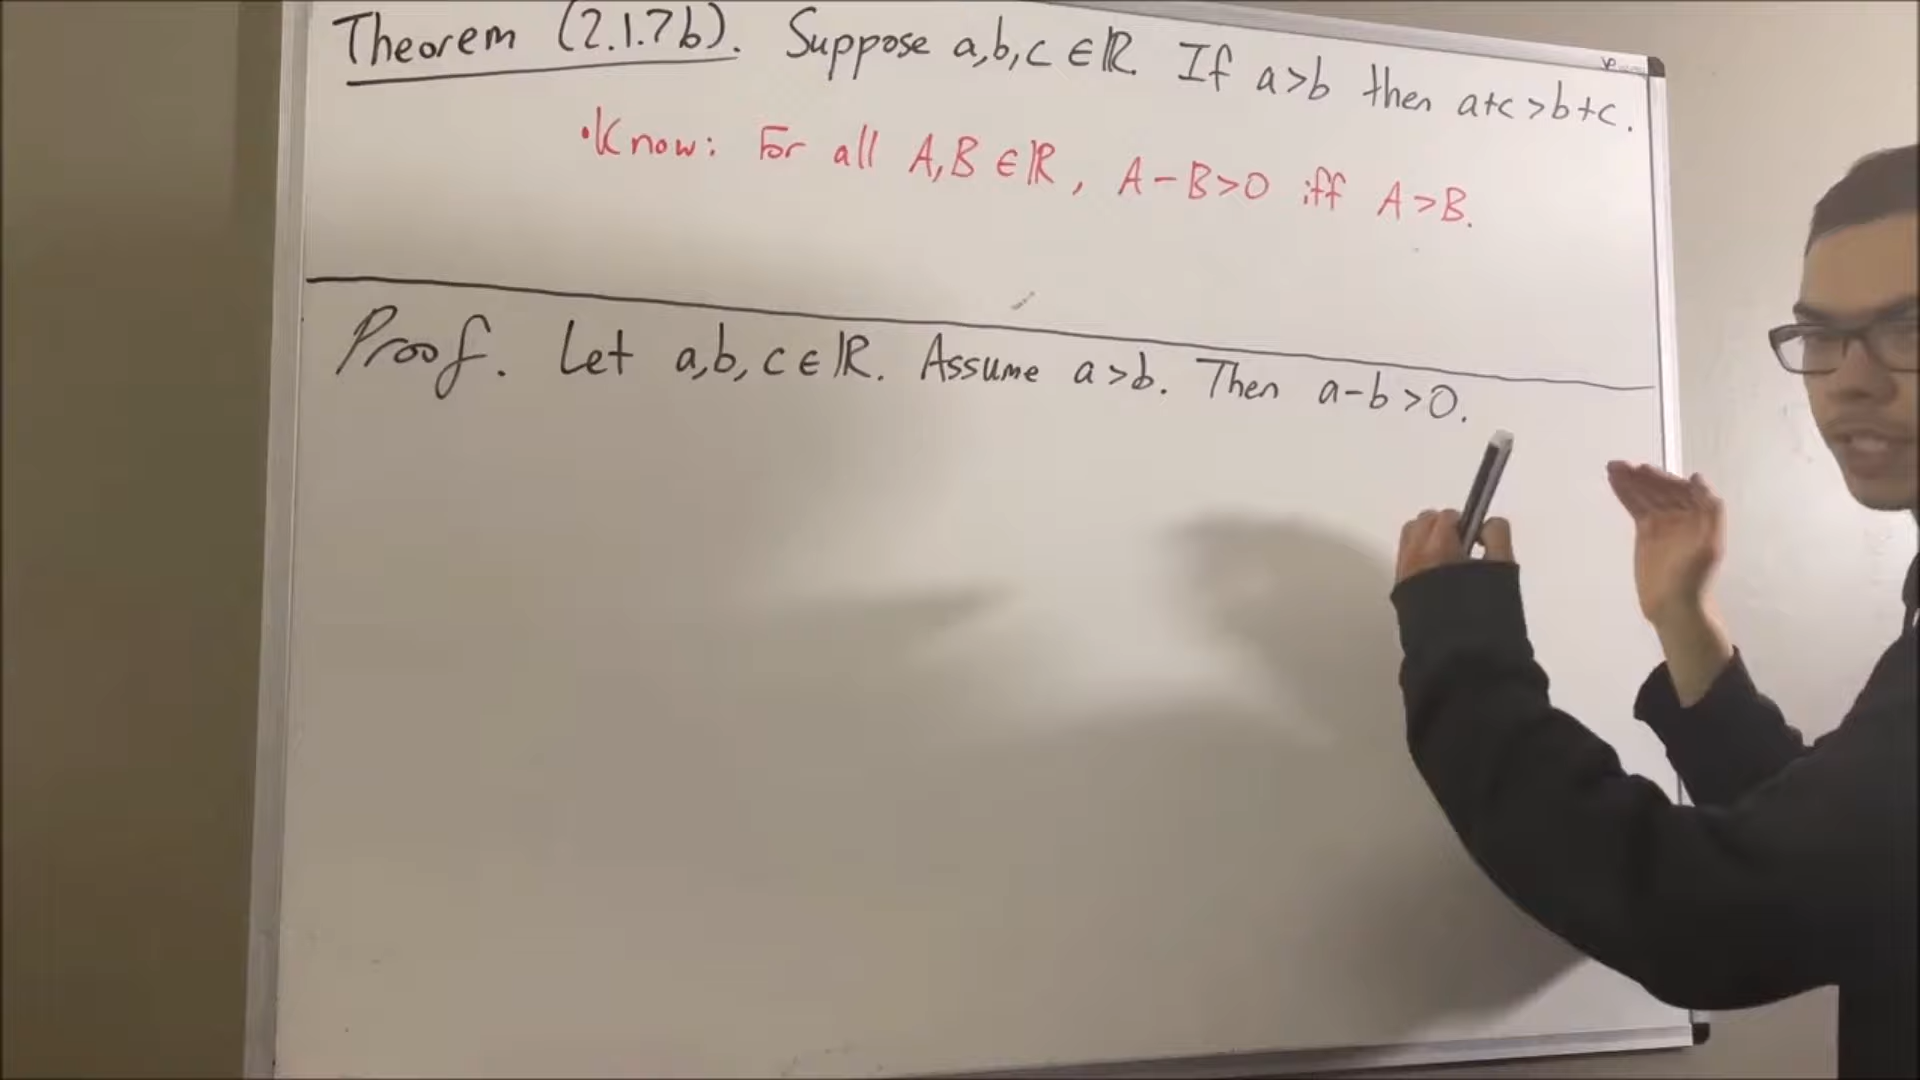 Theorem (2.1.7b). Suppose a,b,c ∈ ℝ. If a>b then a+c>b+c.
•Know: For all A,B ∈ ℝ, A-B>0 iff A>B.
Proof. Let a,b,c ∈ ℝ. Assume a>b. Then a-b>0.